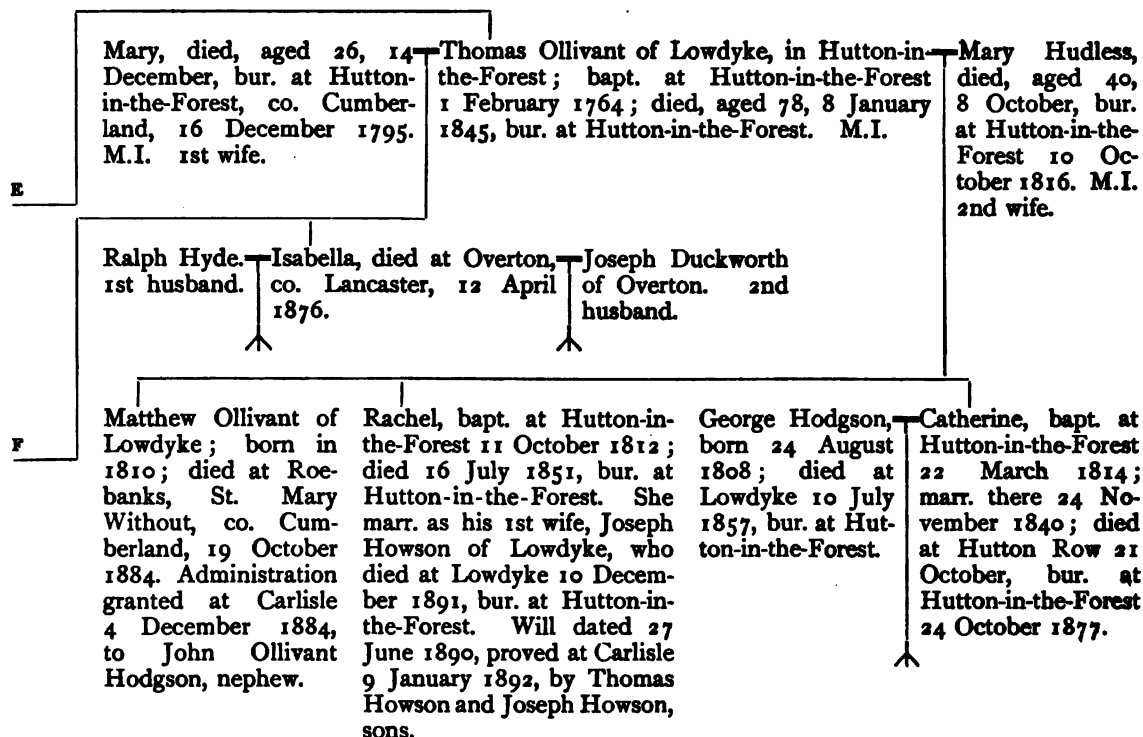 Mary, died, aged 26, 14
December, bur. at Hutton-
in-the-Forest, co. Cumber-
land, 16 December 1795.
M.I. 1st wife.
Thomas Ollivant of Lowdyke, in Hutton-in-
the-Forest; bapt. at Hutton-in-the-Forest
1 February 1764; died, aged 78, 8 January
1845, bur. at Hutton-in-the-Forest. M.I.
Mary Hudless,
died, aged 40,
8 October, bur.
at Hutton-in-the-
Forest 10 Oc-
tober 1816. M.I.
2nd wife.
E
Ralph Hyde.
1st husband.
Isabella, died at Overton,
co. Lancaster, 12 April
1876.
Joseph Duckworth
of Overton. 2nd
husband.
F
Matthew Ollivant of
Lowdyke; born in
1810; died at Roe-
banks, St. Mary
Without, co. Cum-
berland, 19 October
1884. Administration
granted at Carlisle
4 December 1884,
to John Ollivant
Hodgson, nephew.
Rachel, bapt. at Hutton-in-
the-Forest 11 October 1812;
died 16 July 1851, bur. at
Hutton-in-the-Forest. She
marr. as his 1st wife, Joseph
Howson of Lowdyke, who
died at Lowdyke 10 Decem-
ber 1891, bur. at Hutton-in-
the-Forest. Will dated 27
June 1890, proved at Carlisle
9 January 1892, by Thomas
Howson and Joseph Howson,
sons.
George Hodgson,
born 24 August
1808; died at
Lowdyke 10 July
1857, bur. at Hut-
ton-in-the-Forest.
Catherine, bapt. at
Hutton-in-the-Forest
22 March 1814;
marr. there 24 No-
vember 1840; died
at Hutton Row 21
October, bur. at
Hutton-in-the-Forest
24 October 1877.